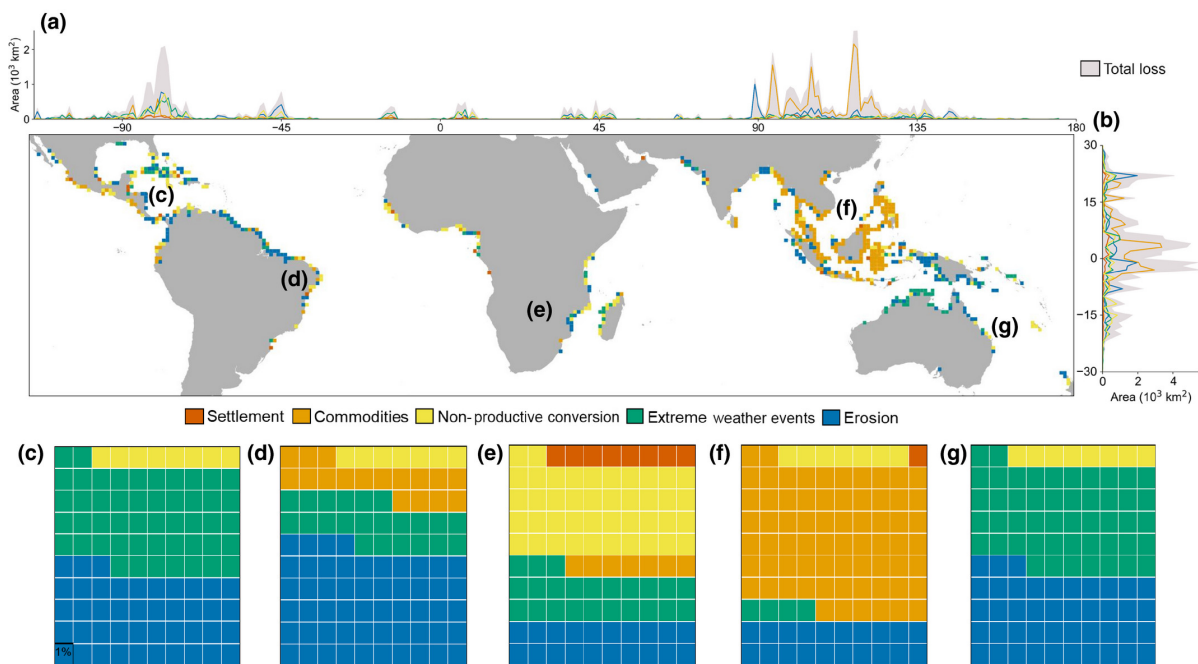 (a)
Area (10³ km²)
2
1
0
Total loss
−90
−45
0
45
90
135
180
(b)
30
15
0
−15
−30
0 2 4
Area (10³ km²)
(c)
(d)
(e)
(f)
(g)
Settlement Commodities Non-productive conversion Extreme weather events Erosion
(c) (d) (e) (f) (g)
1%